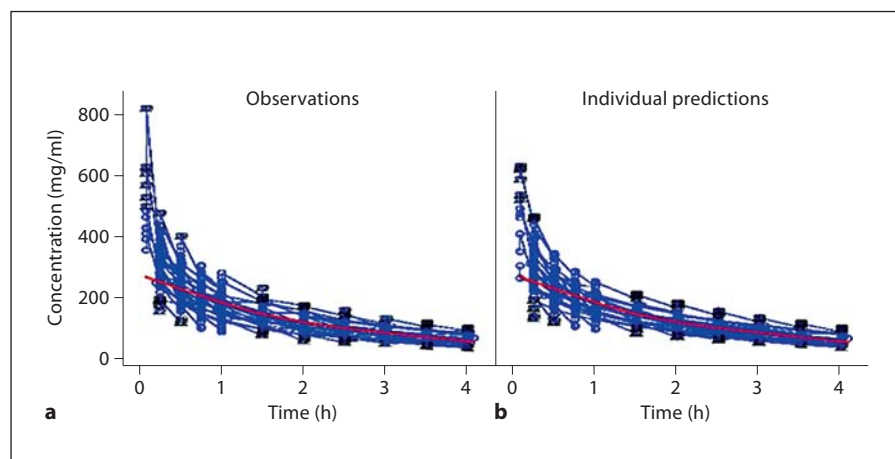 Observations
Individual predictions
Concentration (mg/ml)
800
600
400
200
0
0 1 2 3 4
0 1 2 3 4
Time (h)
Time (h)
a
b